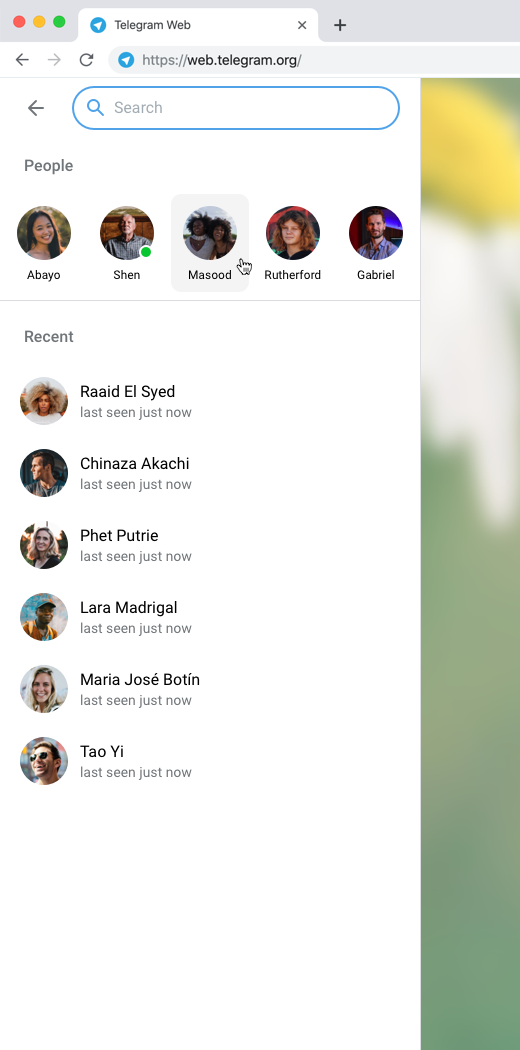 Telegram Web
https://web.telegram.org/
Search
People
Abayo
Shen
Masood
Rutherford
Gabriel
Recent
Raaid El Syed
last seen just now
Chinaza Akachi
last seen just now
Phet Putrie
last seen just now
Lara Madrigal
last seen just now
Maria José Botín
last seen just now
Tao Yi
last seen just now